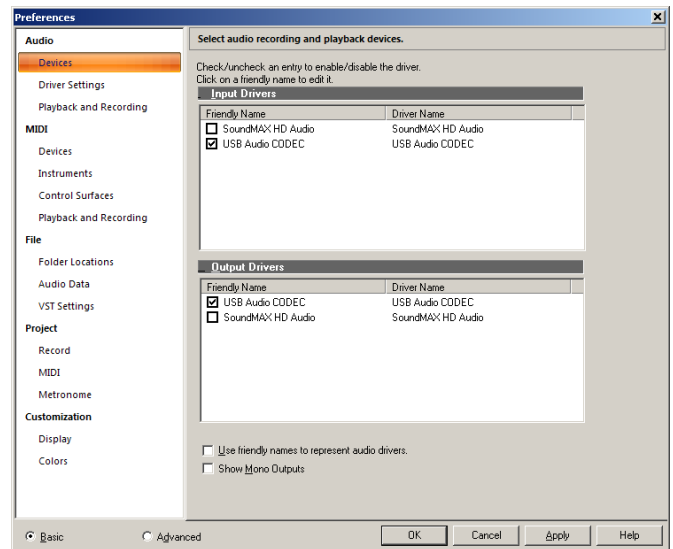 Preferences
Audio
Devices
Driver Settings
Playback and Recording
MIDI
Devices
Instruments
Control Surfaces
Playback and Recording
File
Folder Locations
Audio Data
VST Settings
Project
Record
MIDI
Metronome
Customization
Display
Colors
Select audio recording and playback devices.
Check/uncheck an entry to enable/disable the driver.
Click on a friendly name to edit it.
Input Drivers
Friendly Name Driver Name
SoundMAX HD Audio SoundMAX HD Audio
USB Audio CODEC USB Audio CODEC
Output Drivers
Friendly Name Driver Name
USB Audio CODEC USB Audio CODEC
SoundMAX HD Audio SoundMAX HD Audio
Use friendly names to represent audio drivers.
Show Mono Outputs
Basic Advanced OK Cancel Apply Help